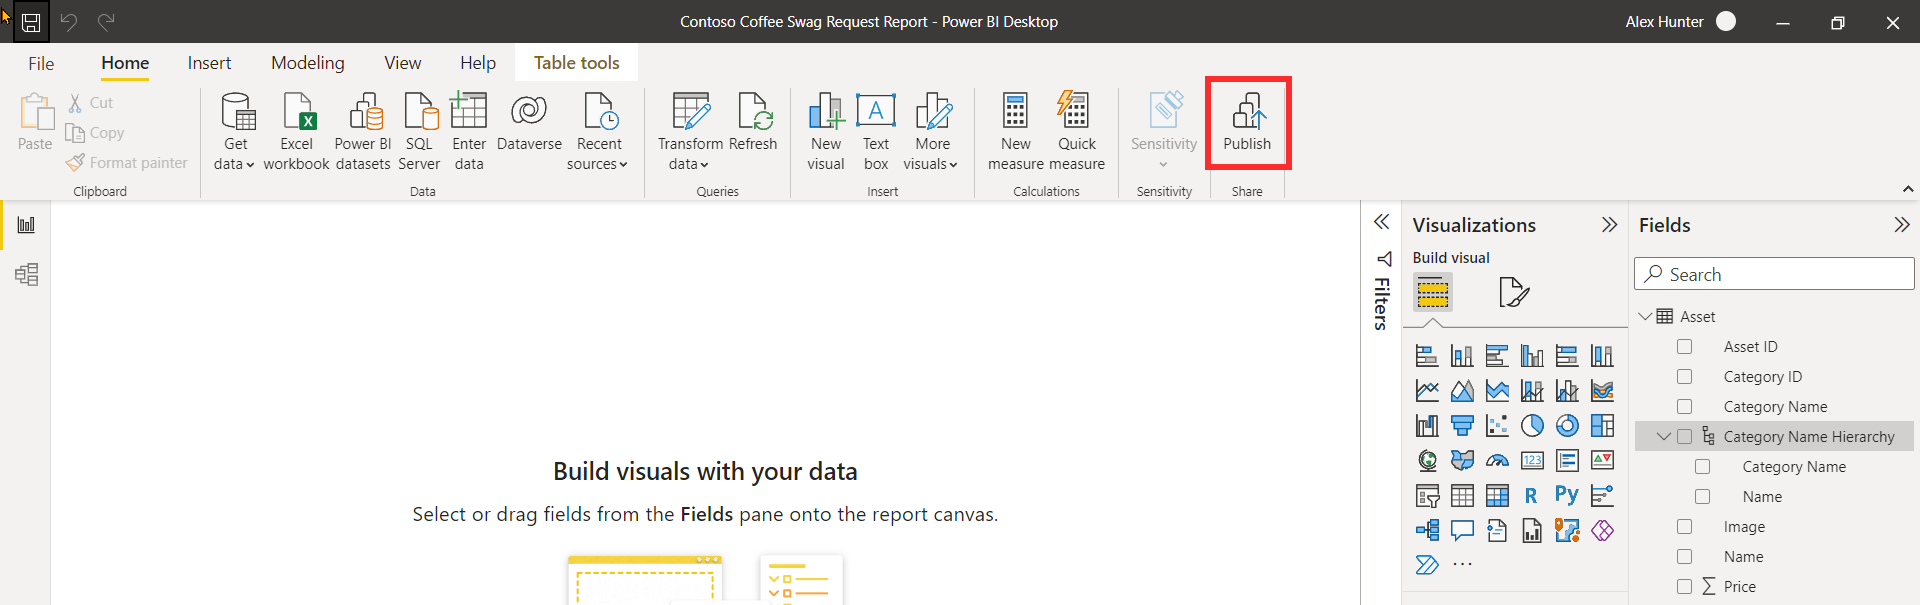 Contoso Coffee Swag Request Report - Power BI Desktop
Alex Hunter
File Home Insert Modeling View Help Table tools
Paste
Cut
Copy
Format painter
Clipboard
Get data
Excel workbook
Power BI datasets
SQL Server
Enter data
Dataverse
Recent sources
Data
Transform data
Refresh
Queries
New visual
Text box
More visuals
Insert
New measure
Quick measure
Calculations
Sensitivity
Sensitivity
Publish
Share
Build visuals with your data
Select or drag fields from the Fields pane onto the report canvas.
Filters
Visualizations
Build visual
123
R
Py
Fields
Search
Asset
Asset ID
Category ID
Category Name
Category Name Hierarchy
Category Name
Name
Image
Name
Σ Price